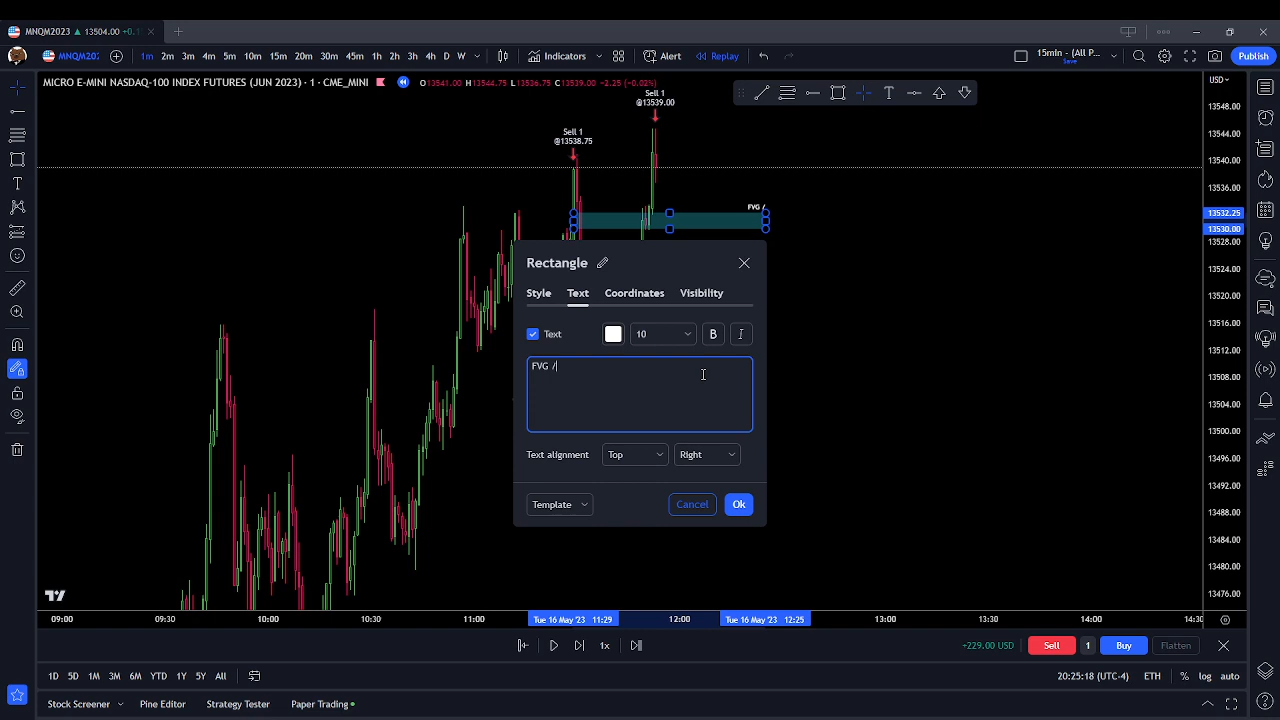 MNQM2023 ▲ 13504.00 +0.1
MNQM202:
1m 2m 3m 4m 5m 10m 15m 20m 30m 45m 1h 2h 3h 4h D W
Indicators
Alert
Replay
15min - (All P...
Save
Publish
MICRO E-MINI NASDAQ-100 INDEX FUTURES (JUN 2023) · 1 · CME_MINI
O13541.00 H13544.75 L13536.75 C13539.00 -2.25 (-0.02%)
USD
Sell 1
@13539.00
Sell 1
@13538.75
FVG /
13548.00
13544.00
13540.00
13536.00
13532.25
13530.00
13528.00
13524.00
13520.00
13516.00
13512.00
13508.00
13504.00
13500.00
13496.00
13492.00
13488.00
13484.00
13480.00
13476.00
Rectangle
Style Text Coordinates Visibility
Text 10 B I
FVG /
Text alignment Top Right
Template Cancel Ok
09:00 09:30 10:00 10:30 11:00 Tue 16 May '23 11:29 12:00 Tue 16 May '23 12:25 13:00 13:30 14:00 14:30
1x
+229.00 USD Sell 1 Buy Flatten
1D 5D 1M 3M 6M YTD 1Y 5Y All
20:25:18 (UTC-4) ETH % log auto
Stock Screener Pine Editor Strategy Tester Paper Trading